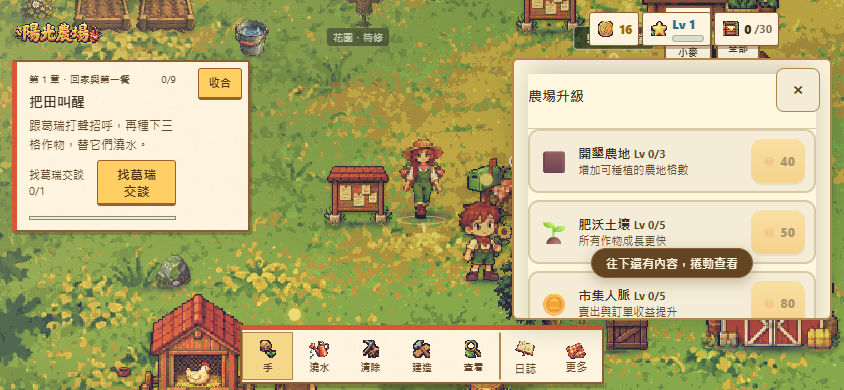 陽光農場
花圃 · 待修
16
Lv 1
0 /30
小麥
全部
第 1 章 · 回家與第一餐
0/9
收合
把田叫醒
跟葛瑞打聲招呼，再種下三
格作物，替它們澆水。
找葛瑞交談
0/1
找葛瑞
交談
農場升級
×
開墾農地 Lv 0/3
增加可種植的農地格數
40
肥沃土壤 Lv 0/5
所有作物成長更快
50
往下還有內容，捲動查看
市集人脈 Lv 0/5
賣出與訂單收益提升
80
手
澆水
清除
建造
查看
日誌
更多